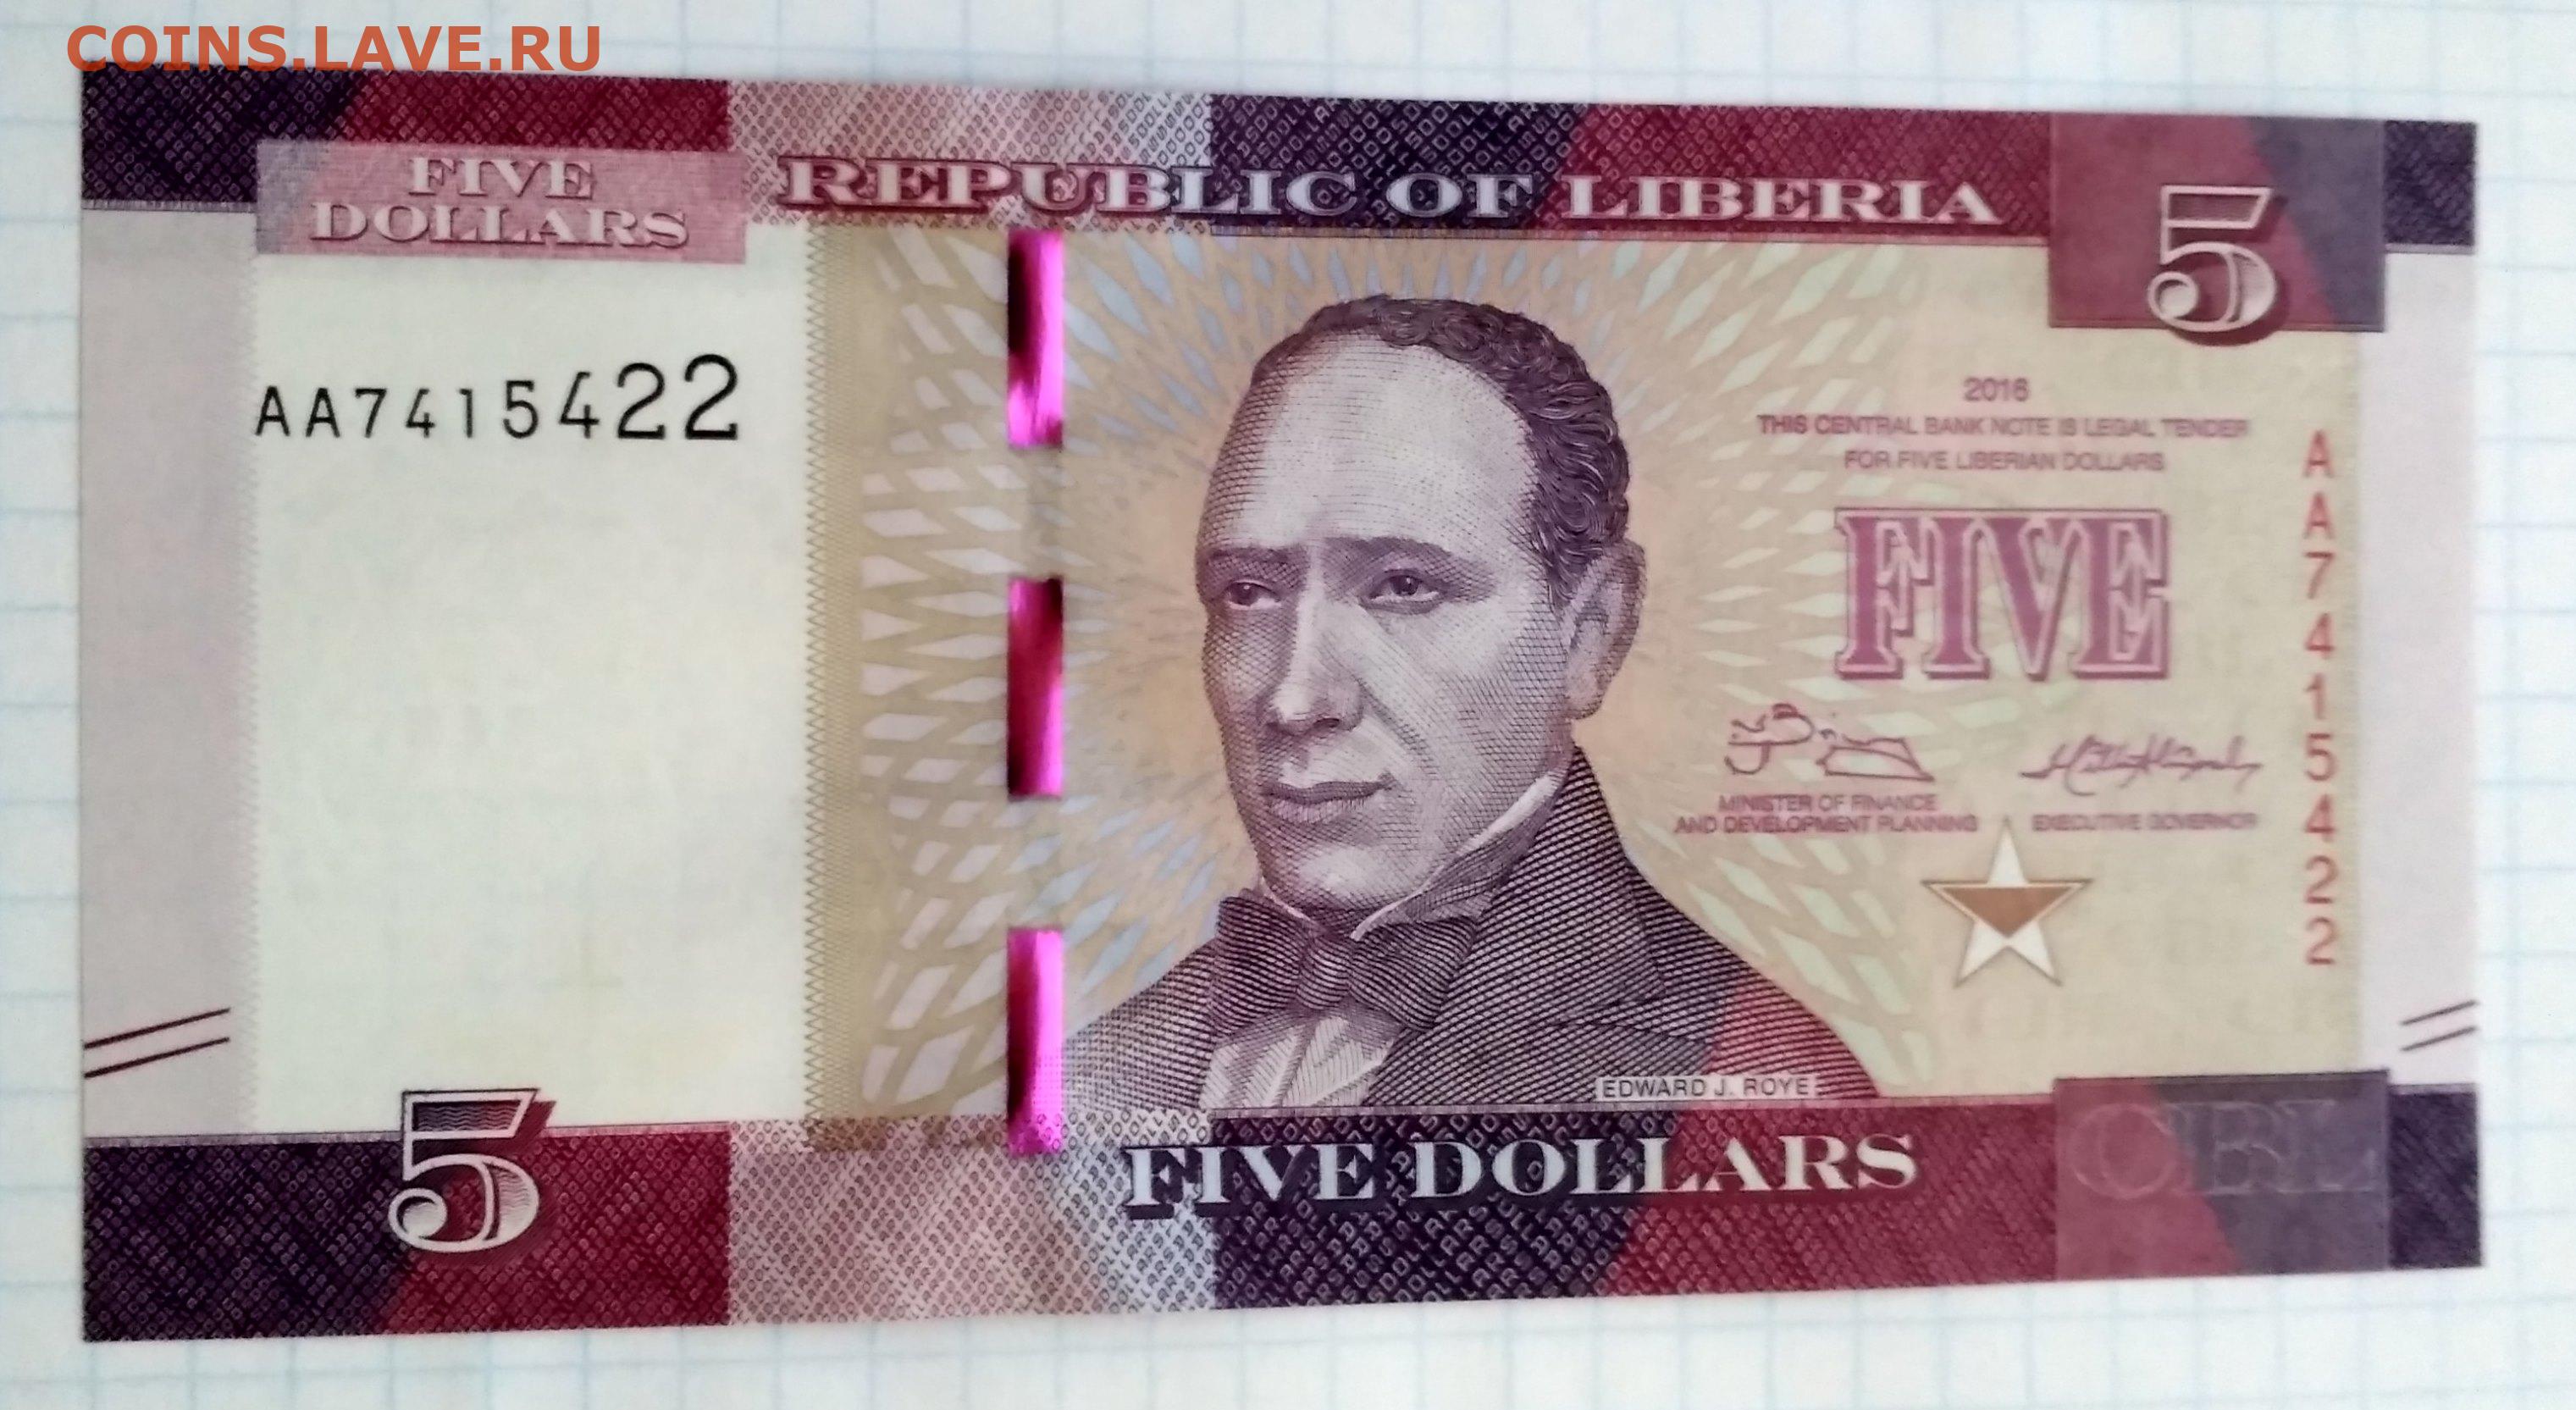 COINS.LAVE.RU
FIVE
DOLLARS
REPUBLIC OF LIBERIA
5
AA7415422
2016
THIS CENTRAL BANK NOTE IS LEGAL TENDER
FOR FIVE LIBERIAN DOLLARS
FIVE
AA7415422
MINISTER OF FINANCE
AND DEVELOPMENT PLANNING
EXECUTIVE GOVERNOR
EDWARD J. ROYE
5
FIVE DOLLARS
CBL